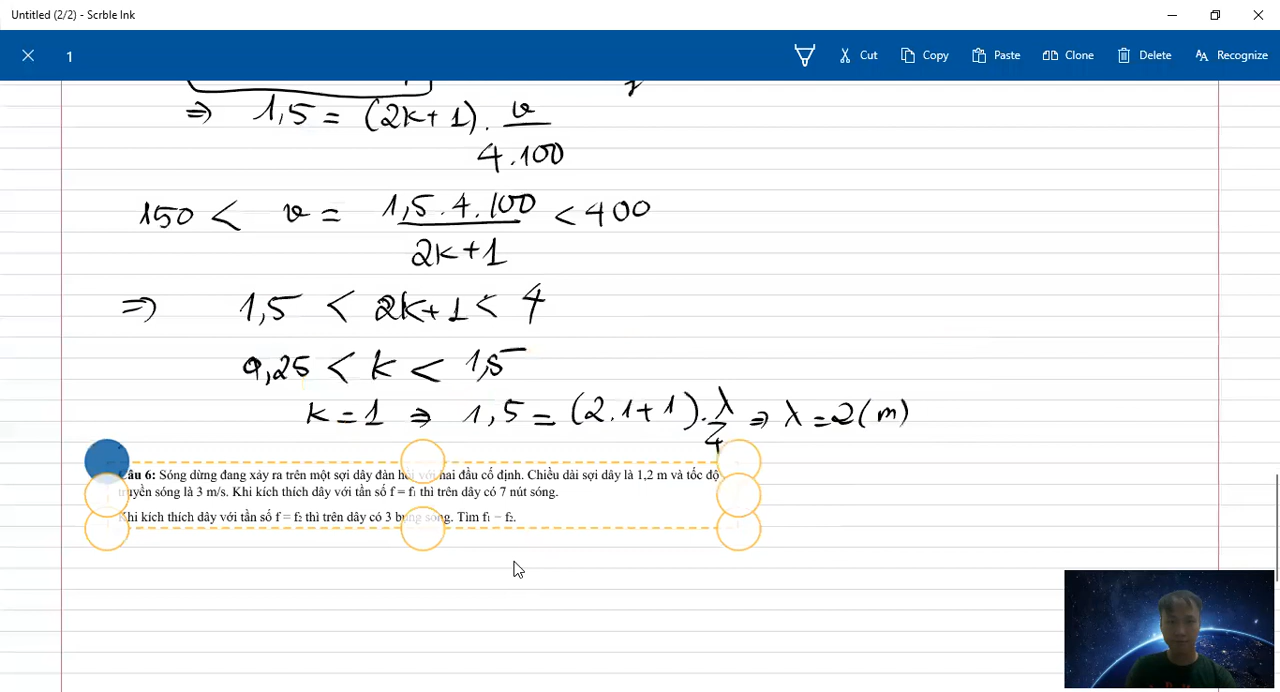 Untitled (2/2) - Scrble Ink
1 Cut Copy Paste Clone Delete Recognize
⇒ 1,5 = (2k+1) . v / 4.100
150 < v = 1,5.4.100 / 2k+1 < 400
⇒ 1,5 < 2k+1 < 4
0,25 < k < 1,5
k = 1 ⇒ 1,5 = (2.1+1) . λ/4 ⇒ λ = 2 (m)
Câu 6: Sóng dừng đang xảy ra trên một sợi dây đàn hồi với hai đầu cố định. Chiều dài sợi dây là 1,2 m và tốc độ
truyền sóng là 3 m/s. Khi kích thích dây với tần số f = f₁ thì trên dây có 7 nút sóng.
Khi kích thích dây với tần số f = f₂ thì trên dây có 3 bụng sóng. Tìm f₁ − f₂.